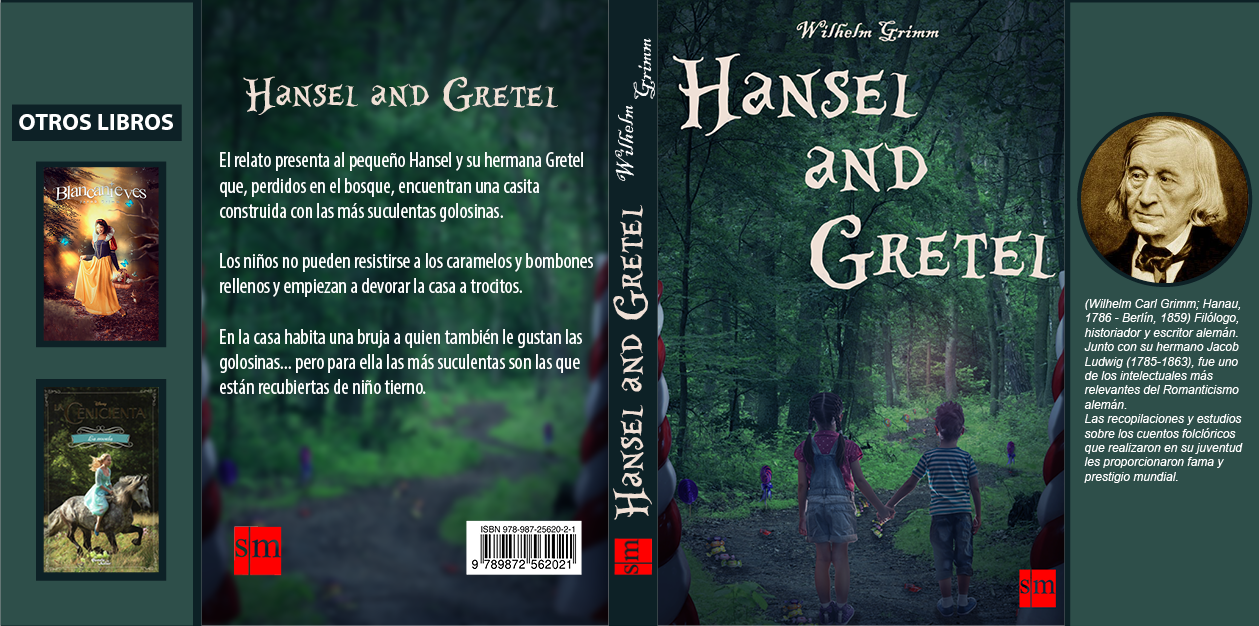 OTROS LIBROS
Blancanieves
Disney
LA CENICIENTA
La novela
HANSEL AND GRETEL
El relato presenta al pequeño Hansel y su hermana Gretel
que, perdidos en el bosque, encuentran una casita
construida con las más suculentas golosinas.
Los niños no pueden resistirse a los caramelos y bombones
rellenos y empiezan a devorar la casa a trocitos.
En la casa habita una bruja a quien también le gustan las
golosinas... pero para ella las más suculentas son las que
están recubiertas de niño tierno.
sm
ISBN 978-987-25620-2-1
9 789872 562021
Wilhelm Grimm
HANSEL AND GRETEL
sm
Wilhelm Grimm
HANSEL
AND
GRETEL
sm
(Wilhelm Carl Grimm; Hanau,
1786 - Berlín, 1859) Filólogo,
historiador y escritor alemán.
Junto con su hermano Jacob
Ludwig (1785-1863), fue uno
de los intelectuales más
relevantes del Romanticismo
alemán.
Las recopilaciones y estudios
sobre los cuentos folclóricos
que realizaron en su juventud
les proporcionaron fama y
prestigio mundial.